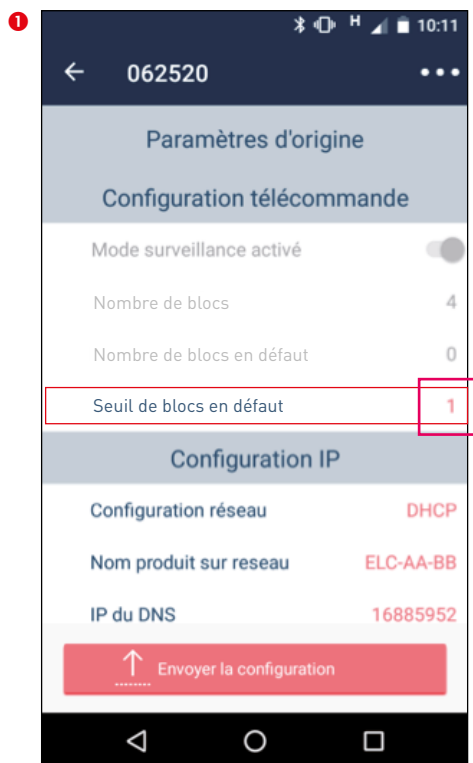 1
H 10:11
062520
Paramètres d'origine
Configuration télécommande
Mode surveillance activé
Nombre de blocs 4
Nombre de blocs en défaut 0
Seuil de blocs en défaut 1
Configuration IP
Configuration réseau DHCP
Nom produit sur reseau ELC-AA-BB
IP du DNS 16885952
Envoyer la configuration